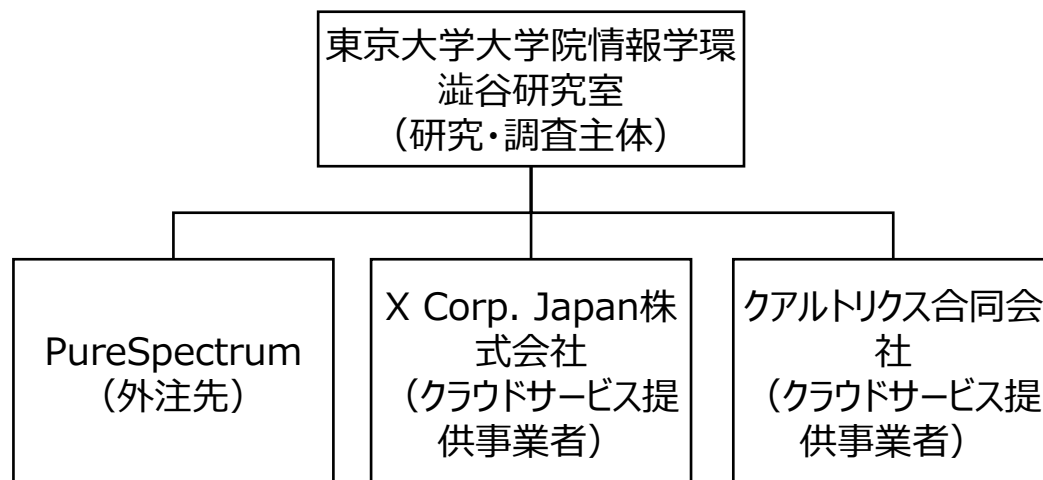 東京大学大学院情報学環
澁谷研究室
（研究・調査主体）
PureSpectrum
（外注先）
X Corp. Japan株
式会社
（クラウドサービス提
供事業者）
クアルトリクス合同会
社
（クラウドサービス提
供事業者）